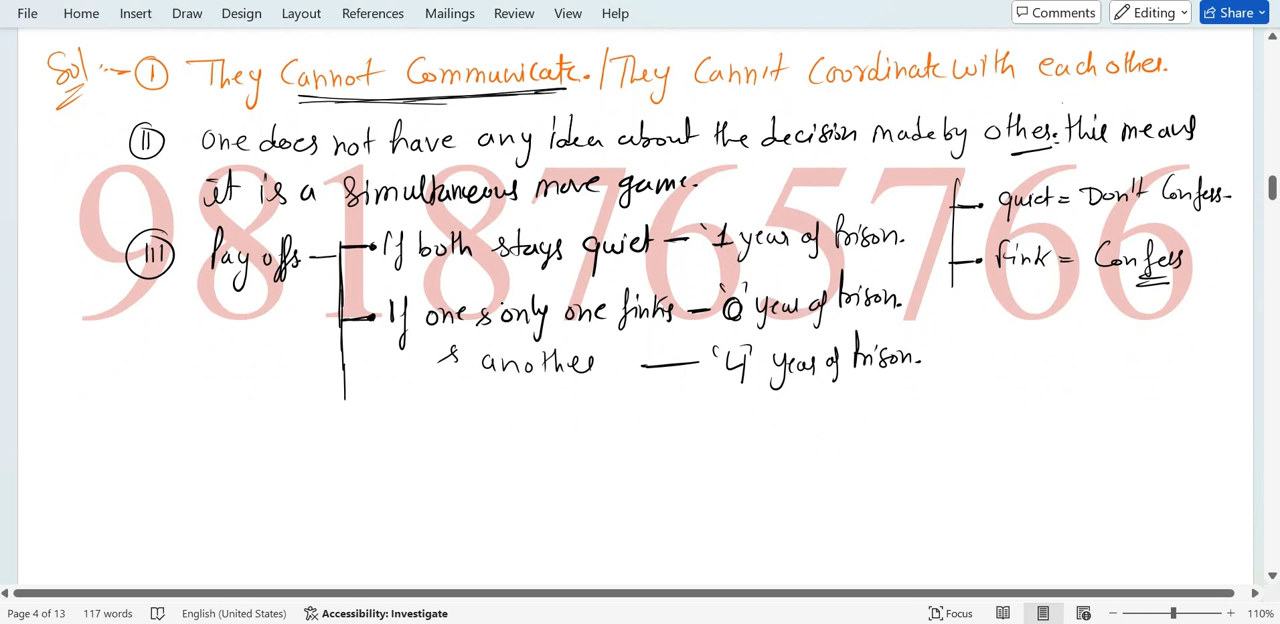 File Home Insert Draw Design Layout References Mailings Review View Help Comments Editing Share
Sol :- (I) They Cannot Communicate. / They Cannot Coordinate with each other.
(II) one does not have any idea about the decision made by other. this means
it is a simultaneous move game.
quiet = Don't Confess
(III) Pay offs — If both stays quiet – '1' year of Prison.
fink = Confess
If one & only one finks – '0' year of Prison.
& another — '4' year of Prison.
9818765766
Page 4 of 13 117 words English (United States) Accessibility: Investigate Focus 110%